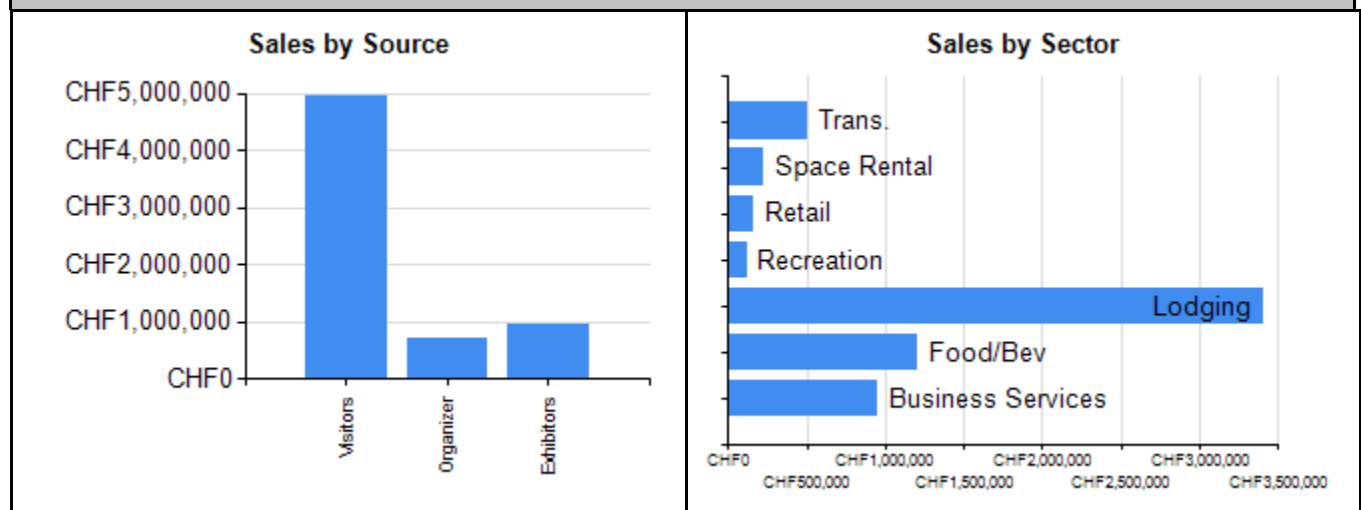 Sales by Source
CHF5,000,000
CHF4,000,000
CHF3,000,000
CHF2,000,000
CHF1,000,000
CHF0
Visitors
Organizer
Exhibitors
Sales by Sector
Trans.
Space Rental
Retail
Recreation
Lodging
Food/Bev
Business Services
CHF0 CHF1,000,000 CHF2,000,000 CHF3,000,000
CHF500,000 CHF1,500,000 CHF2,500,000 CHF3,500,000